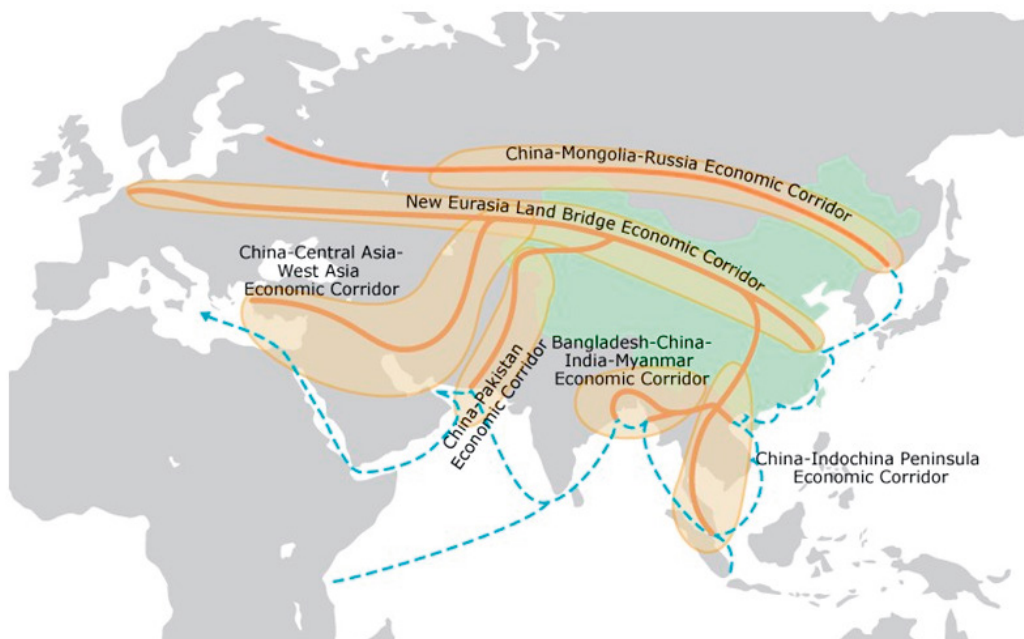 China-Mongolia-Russia Economic Corridor
New Eurasia Land Bridge Economic Corridor
China-Central Asia-
West Asia
Economic Corridor
China-Pakistan
Economic Corridor
Bangladesh-China-
India-Myanmar
Economic Corridor
China-Indochina Peninsula
Economic Corridor